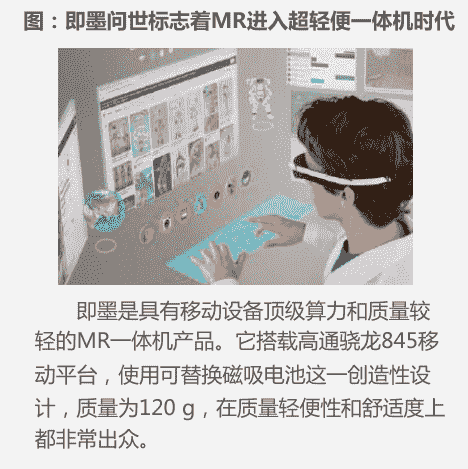 图：即墨问世标志着MR进入超轻便一体机时代
即墨是具有移动设备顶级算力和质量较
轻的MR一体机产品。它搭载高通骁龙845移
动平台，使用可替换磁吸电池这一创造性设
计，质量为120 g，在质量轻便性和舒适度上
都非常出众。